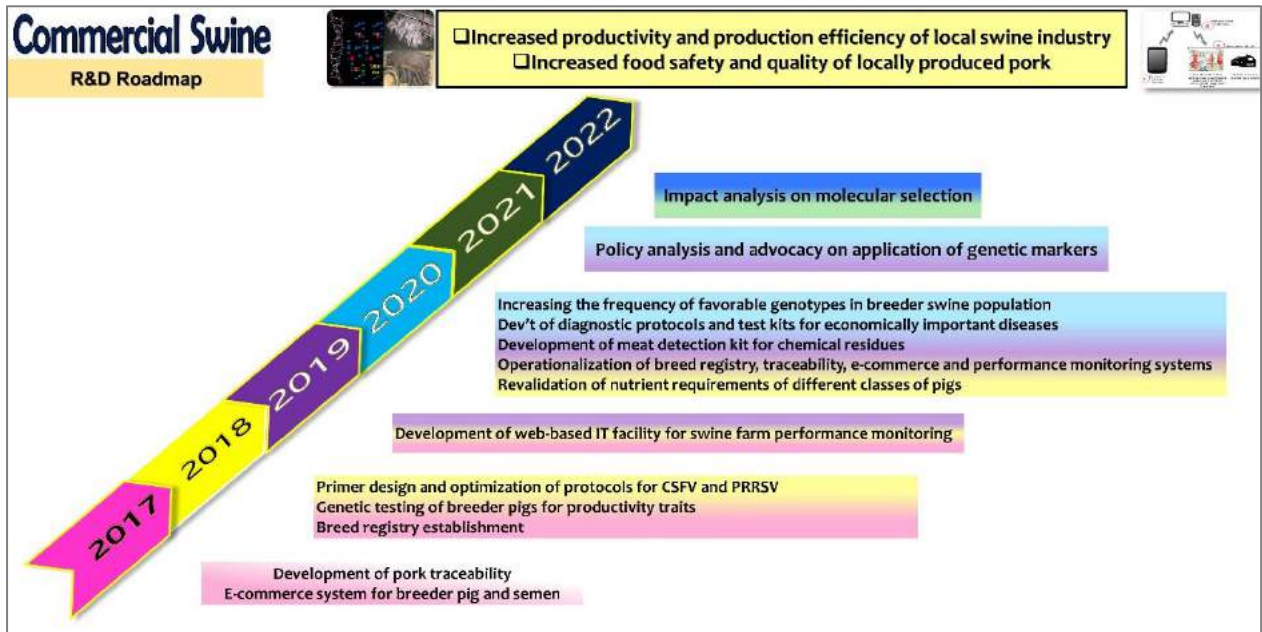 Commercial Swine
R&D Roadmap
❑Increased productivity and production efficiency of local swine industry
❑Increased food safety and quality of locally produced pork
2022
2021
2020
2019
2018
2017
Impact analysis on molecular selection
Policy analysis and advocacy on application of genetic markers
Increasing the frequency of favorable genotypes in breeder swine population
Dev't of diagnostic protocols and test kits for economically important diseases
Development of meat detection kit for chemical residues
Operationalization of breed registry, traceability, e-commerce and performance monitoring systems
Revalidation of nutrient requirements of different classes of pigs
Development of web-based IT facility for swine farm performance monitoring
Primer design and optimization of protocols for CSFV and PRRSV
Genetic testing of breeder pigs for productivity traits
Breed registry establishment
Development of pork traceability
E-commerce system for breeder pig and semen